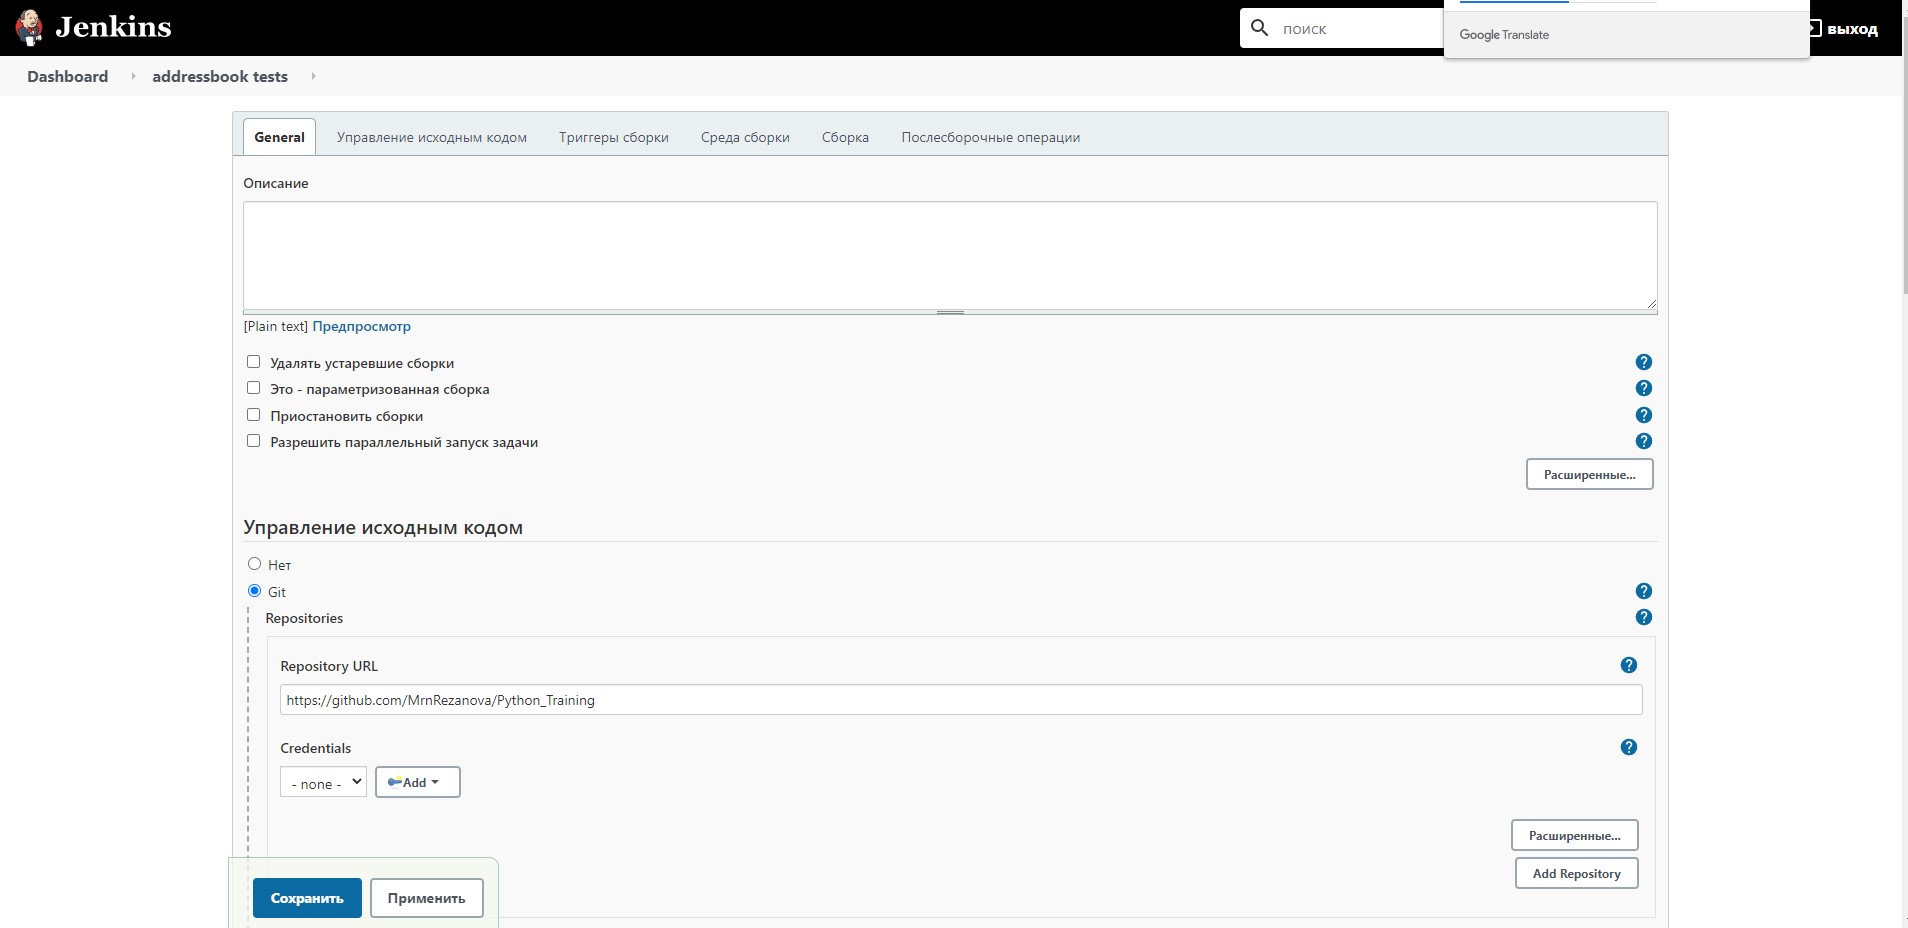 Jenkins
поиск
Google Translate
выход
Dashboard addressbook tests
General Управление исходным кодом Триггеры сборки Среда сборки Сборка Послесборочные операции
Описание
[Plain text] Предпросмотр
Удалять устаревшие сборки
Это - параметризованная сборка
Приостановить сборки
Разрешить параллельный запуск задачи
Расширенные...
Управление исходным кодом
Нет
Git
Repositories
Repository URL
https://github.com/MrnRezanova/Python_Training
Credentials
- none - Add
Расширенные...
Add Repository
Сохранить Применить